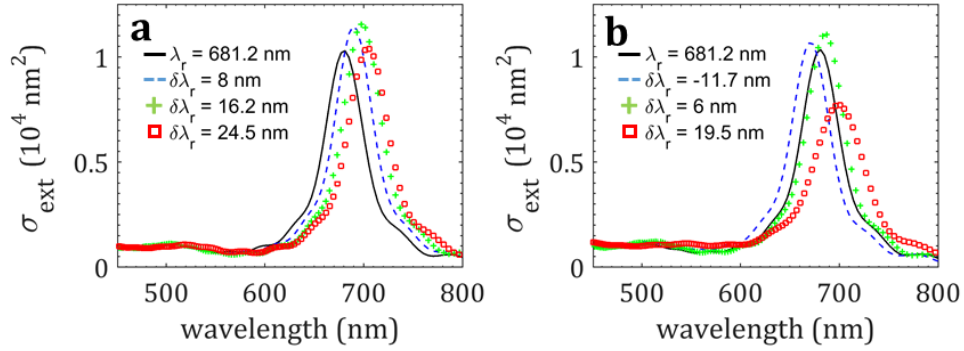 a
λr = 681.2 nm
δλr = 8 nm
δλr = 16.2 nm
δλr = 24.5 nm
1
0.5
0
500
600
700
800
wavelength (nm)
σext (10⁴ nm²)
b
λr = 681.2 nm
δλr = -11.7 nm
δλr = 6 nm
δλr = 19.5 nm
1
0.5
0
500
600
700
800
wavelength (nm)
σext (10⁴ nm²)